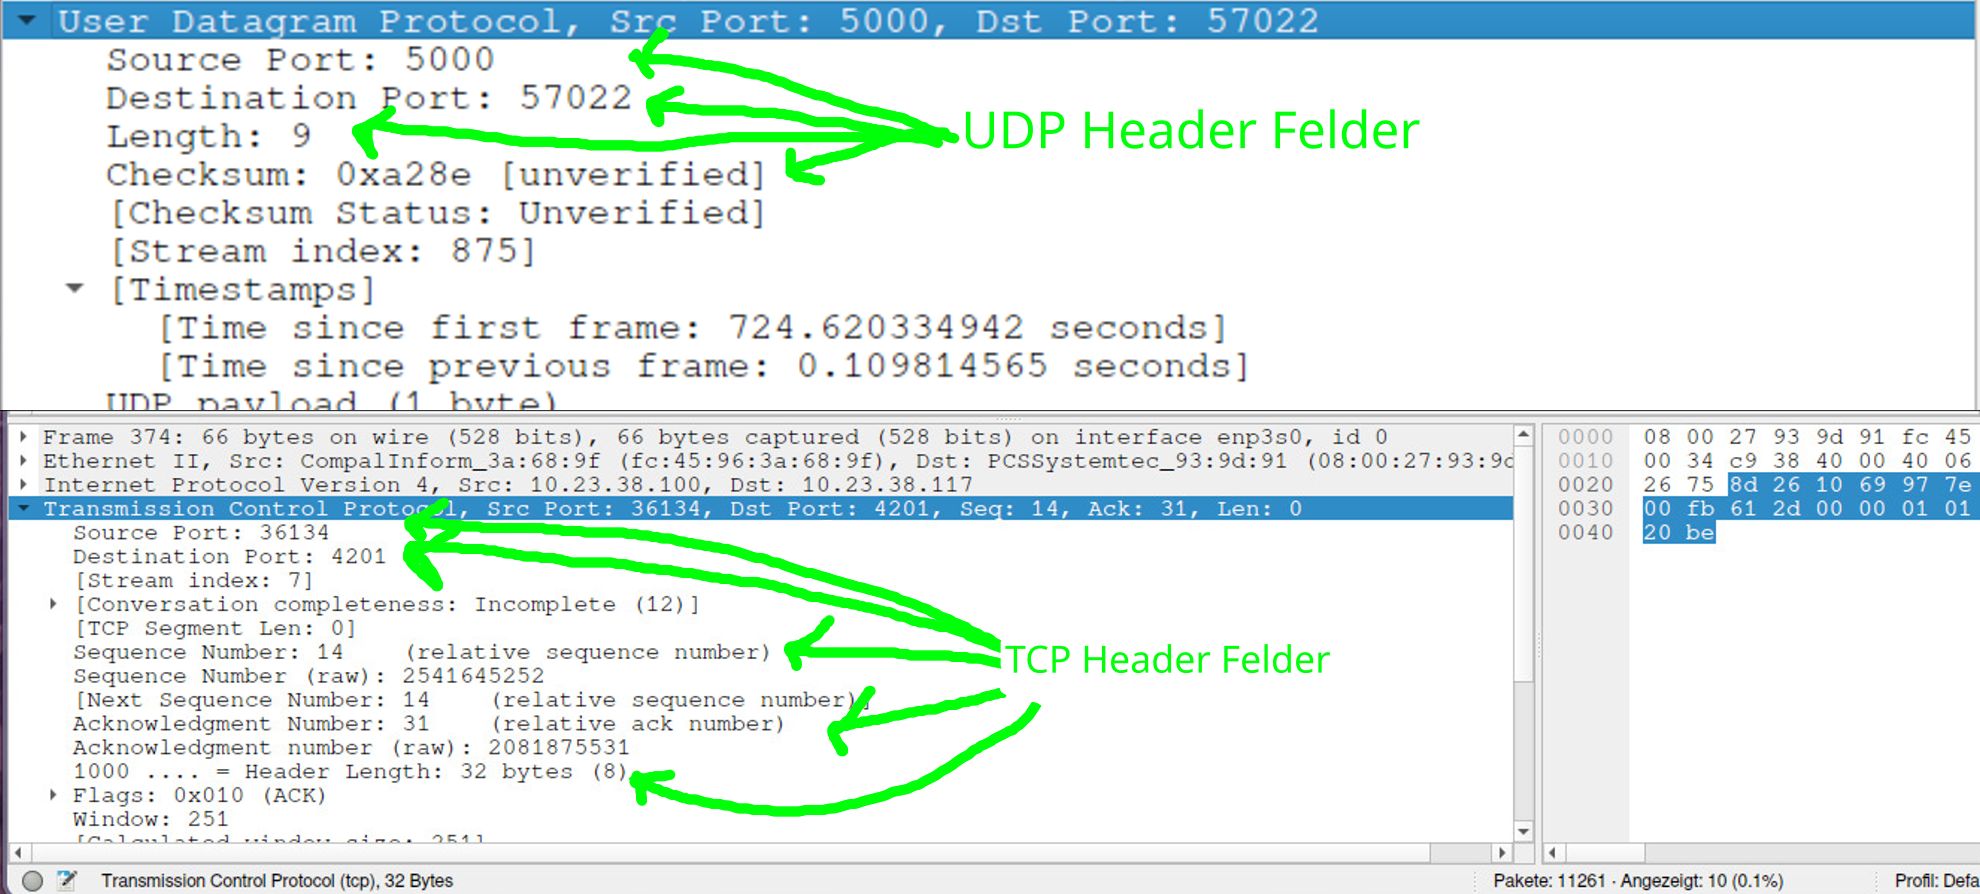 User Datagram Protocol, Src Port: 5000, Dst Port: 57022
Source Port: 5000
Destination Port: 57022
Length: 9
UDP Header Felder
Checksum: 0xa28e [unverified]
[Checksum Status: Unverified]
[Stream index: 875]
[Timestamps]
[Time since first frame: 724.620334942 seconds]
[Time since previous frame: 0.109814565 seconds]
UDP payload (1 byte)
Frame 374: 66 bytes on wire (528 bits), 66 bytes captured (528 bits) on interface enp3s0, id 0
Ethernet II, Src: CompalInform_3a:68:9f (fc:45:96:3a:68:9f), Dst: PCSSystemtec_93:9d:91 (08:00:27:93:9d
Internet Protocol Version 4, Src: 10.23.38.100, Dst: 10.23.38.117
Transmission Control Protocol, Src Port: 36134, Dst Port: 4201, Seq: 14, Ack: 31, Len: 0
Source Port: 36134
Destination Port: 4201
[Stream index: 7]
[Conversation completeness: Incomplete (12)]
[TCP Segment Len: 0]
Sequence Number: 14 (relative sequence number)
TCP Header Felder
Sequence Number (raw): 2541645252
[Next Sequence Number: 14 (relative sequence number)]
Acknowledgment Number: 31 (relative ack number)
Acknowledgment number (raw): 2081875531
1000 .... = Header Length: 32 bytes (8)
Flags: 0x010 (ACK)
Window: 251
[Calculated window size: 251]
0000 08 00 27 93 9d 91 fc 45
0010 00 34 c9 38 40 00 40 06
0020 26 75 8d 26 10 69 97 7e
0030 00 fb 61 2d 00 00 01 01
0040 20 be
Transmission Control Protocol (tcp), 32 Bytes
Pakete: 11261 · Angezeigt: 10 (0.1%)
Profil: Defa